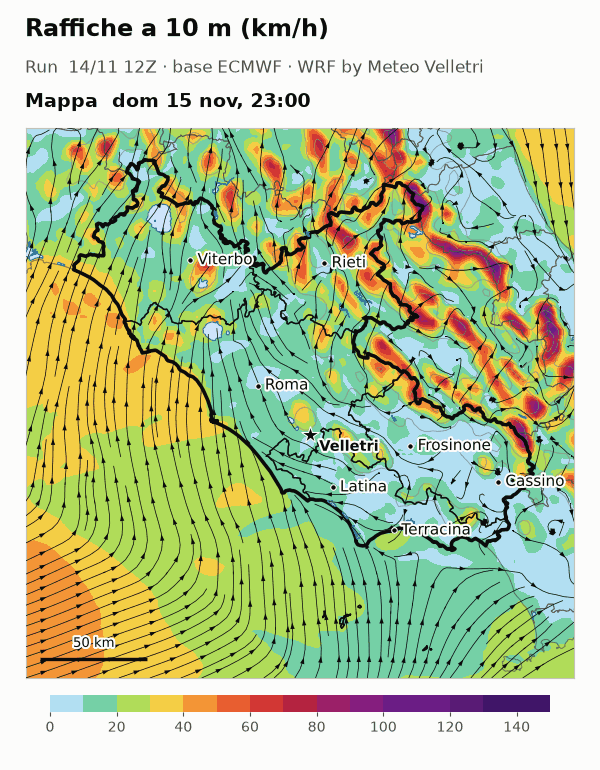 Raffiche a 10 m (km/h)
Run  14/11 12Z · base ECMWF · WRF by Meteo Velletri
Mappa  dom 15 nov, 23:00
Viterbo
Rieti
Roma
Velletri
Frosinone
Cassino
Latina
Terracina
50 km
0 20 40 60 80 100 120 140